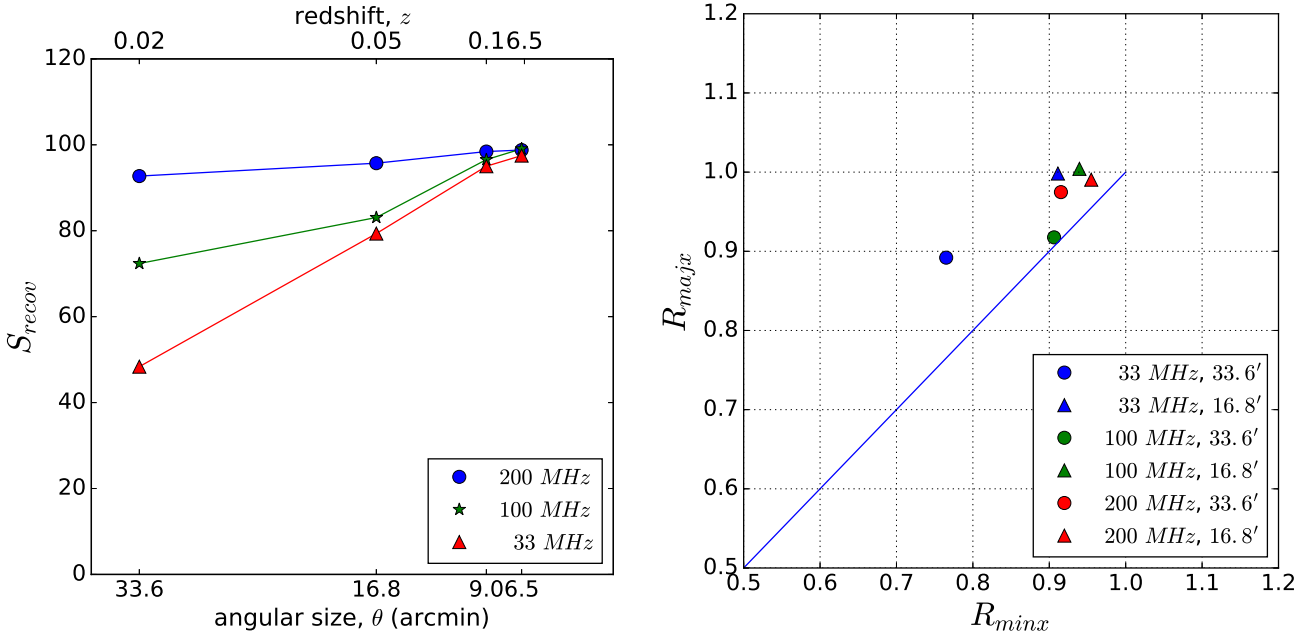 redshift, z
0.02 0.05 0.16.5
120
100
80
60
40
20
0
S_recov
200 MHz
100 MHz
33 MHz
33.6 16.8 9.06.5
angular size, θ (arcmin)
1.2
1.1
1.0
0.9
0.8
0.7
0.6
0.5
R_majx
33 MHz, 33.6′
33 MHz, 16.8′
100 MHz, 33.6′
100 MHz, 16.8′
200 MHz, 33.6′
200 MHz, 16.8′
0.5 0.6 0.7 0.8 0.9 1.0 1.1 1.2
R_minx